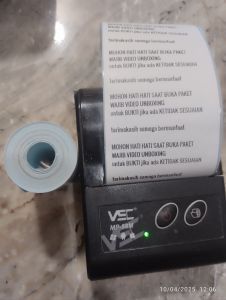 terimakasih semoga bermanfaat
MOHON HATI HATI SAAT BUKA PAKET
WAJIB VIDEO UNBOXING
untuk BUKTI jika ada KETIDAK SESUAIAN
terimakasih semoga bermanfaat
MOHON HATI HATI SAAT BUKA PAKET
WAJIB VIDEO UNBOXING
untuk BUKTI jika ada KETIDAK SESUAIAN
terimakasih semoga bermanfaat
MOHON HATI HATI SAAT BUKA PAKET
WAJIB VIDEO UNBOXING
untuk BUKTI jika ada KETIDAK SESUAIAN
terimakasih semoga bermanfaat
VSC
10/04/2025 12:06